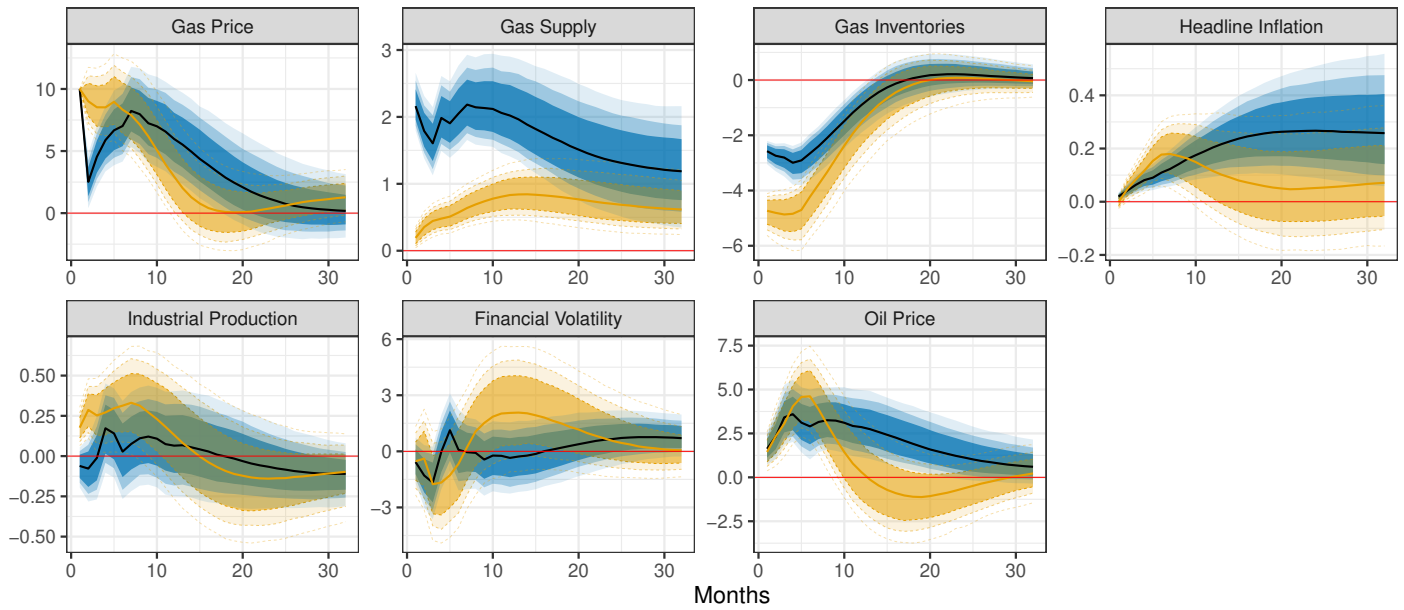 Gas Price
Gas Supply
Gas Inventories
Headline Inflation
10
5
0
3
2
1
0
0
−2
−4
−6
0.4
0.2
0.0
−0.2
0 10 20 30
0 10 20 30
0 10 20 30
0 10 20 30
Industrial Production
Financial Volatility
Oil Price
0.50
0.25
0.00
−0.25
−0.50
6
3
0
−3
7.5
5.0
2.5
0.0
−2.5
0 10 20 30
0 10 20 30
0 10 20 30
Months